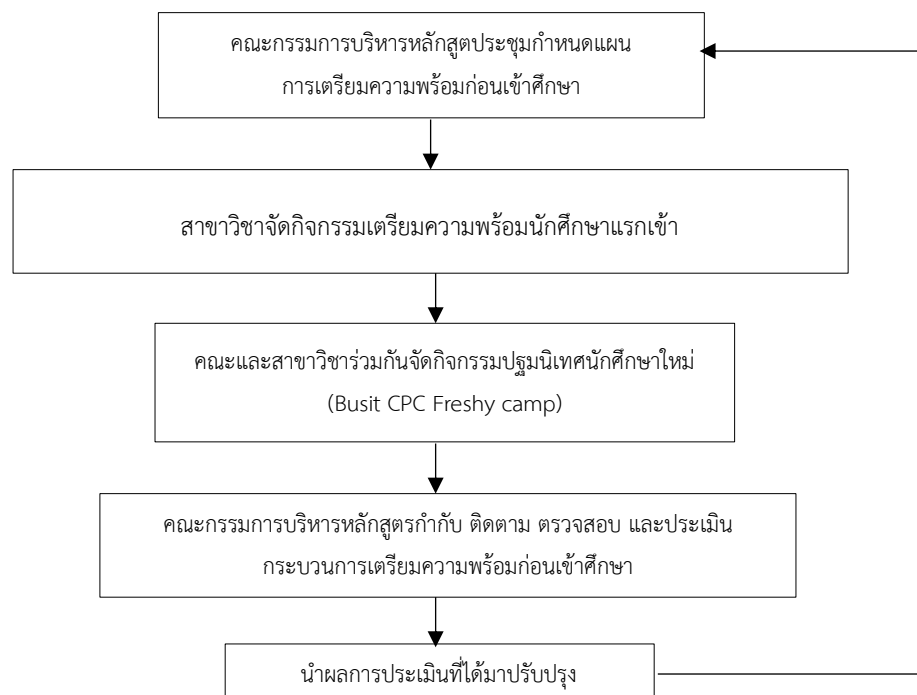 คณะกรรมการบริหารหลักสูตประชุมกำหนดแผน
การเตรียมความพร้อมก่อนเข้าศึกษา
สาขาวิชาจัดกิจกรรมเตรียมความพร้อมนักศึกษาแรกเข้า
คณะและสาขาวิชาร่วมกันจัดกิจกรรมปฐมนิเทศนักศึกษาใหม่
(Busit CPC Freshy camp)
คณะกรรมการบริหารหลักสูตรกำกับ ติดตาม ตรวจสอบ และประเมิน
กระบวนการเตรียมความพร้อมก่อนเข้าศึกษา
นำผลการประเมินที่ได้มาปรับปรุง